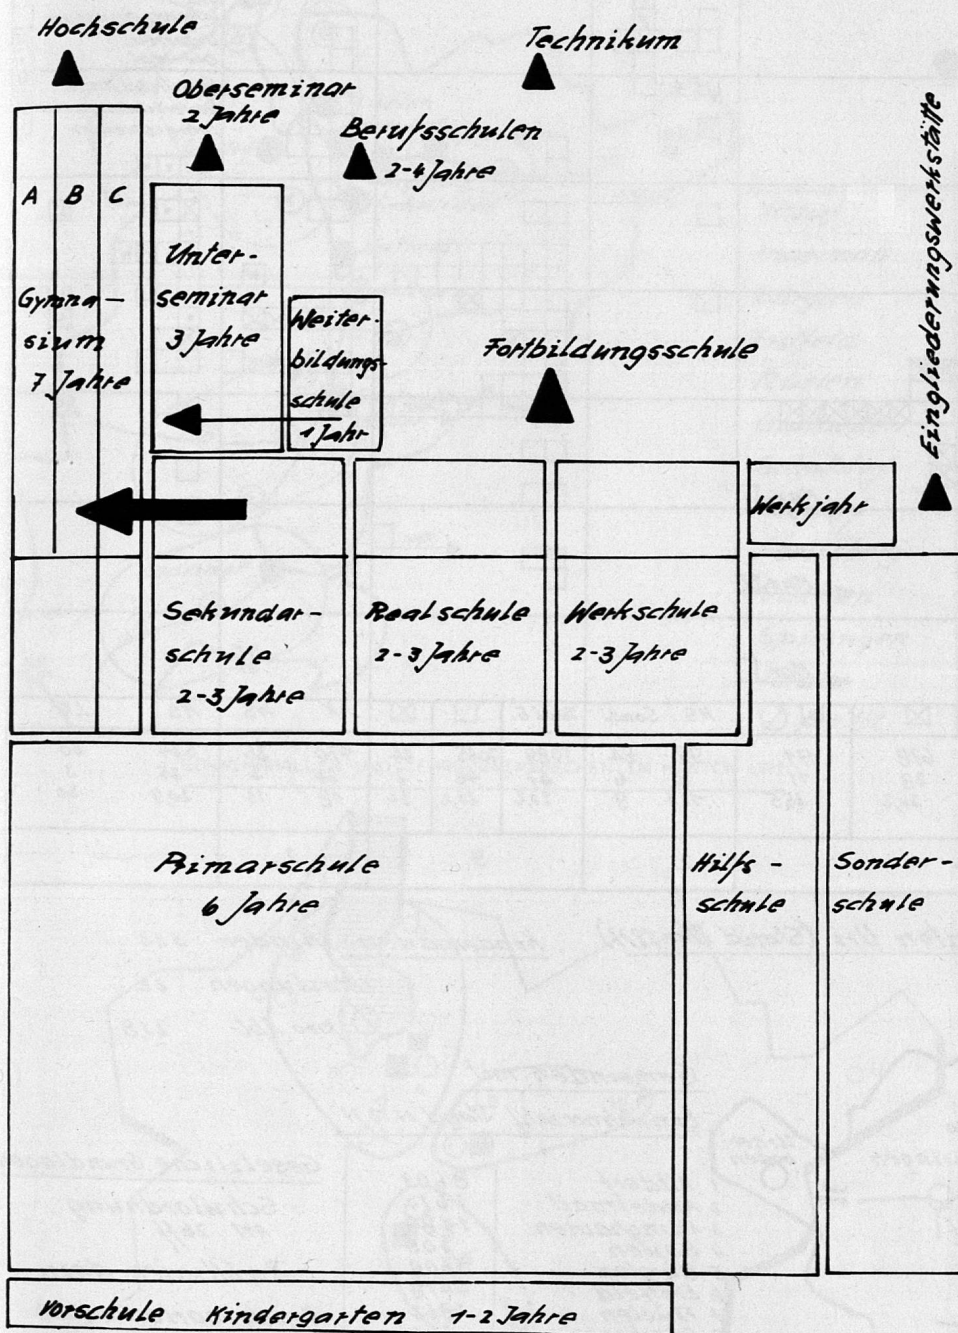 Hochschule
Technikum
Oberseminar
2 Jahre
Berufsschulen
2-4 Jahre
Eingliederungswerkstätte
A B C
Gymna-
sium
7 Jahre
Unter-
seminar
3 Jahre
Weiter-
bildungs-
schule
1 Jahr
Fortbildungsschule
Werkjahr
Sekundar-
schule
2-3 Jahre
Realschule
2-3 Jahre
Werkschule
2-3 Jahre
Primarschule
6 Jahre
Hilfs-
schule
Sonder-
schule
Vorschule Kindergarten 1-2 Jahre